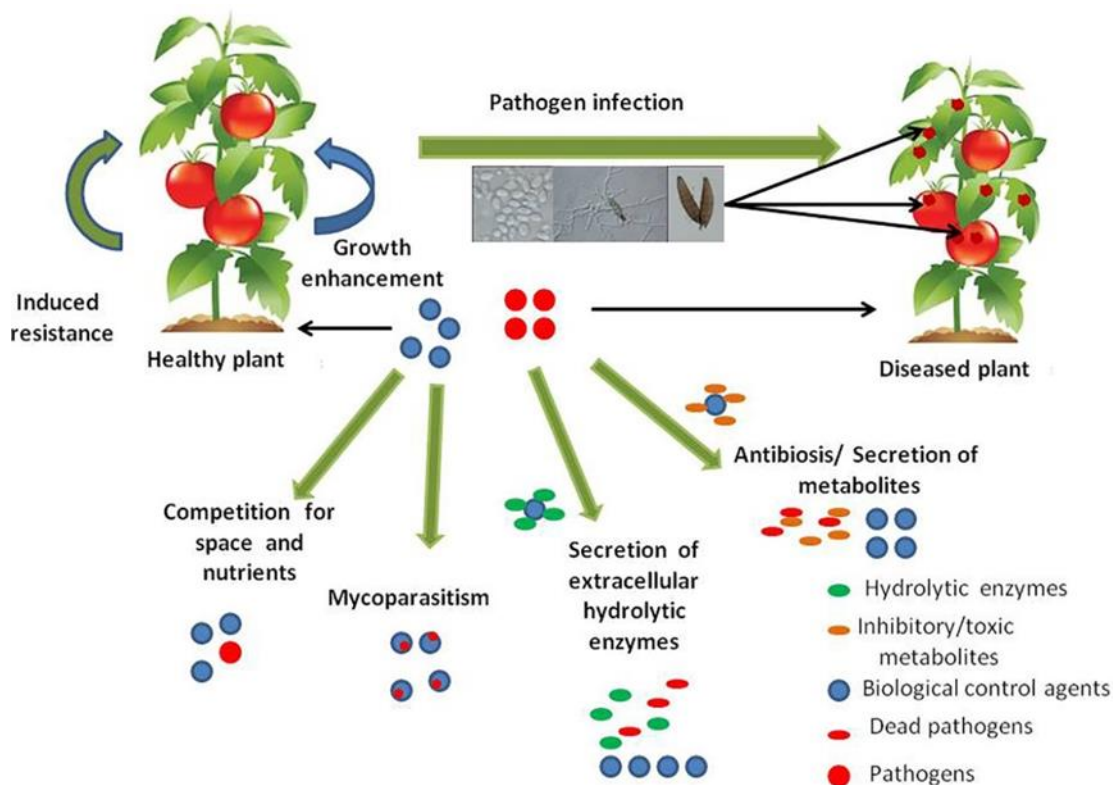 Pathogen infection
Growth
enhancement
Induced
resistance
Healthy plant
Diseased plant
Antibiosis/ Secretion of
metabolites
Competition for
space and
nutrients
Mycoparasitism
Secretion of
extracellular
hydrolytic
enzymes
Hydrolytic enzymes
Inhibitory/toxic
metabolites
Biological control agents
Dead pathogens
Pathogens